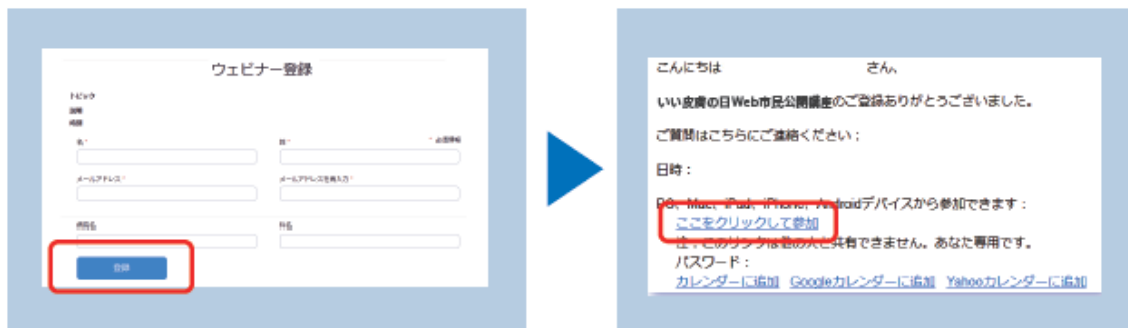 ウェビナー登録
トピック
説明
時間
名*
姓*
* 必須情報
メールアドレス*
メールアドレスを再入力*
病院名
科名
登録
こんにちは さん、
いい皮膚の日Web市民公開講座のご登録ありがとうございました。
ご質問はこちらにご連絡ください：
日時：
PC、Mac、iPad、iPhone、Androidデバイスから参加できます：
ここをクリックして参加
注：このリンクは他の人と共有できません。あなた専用です。
パスワード：
カレンダーに追加 Googleカレンダーに追加 Yahooカレンダーに追加